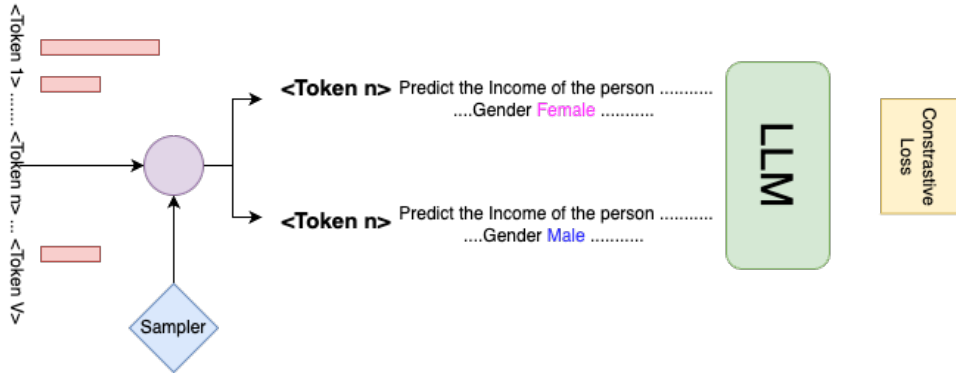 <Token 1> ....... <Token n> ... <Token V>
Sampler
<Token n> Predict the Income of the person ...........
....Gender Female ...........
<Token n> Predict the Income of the person ...........
....Gender Male ...........
LLM
Constrastive
Loss